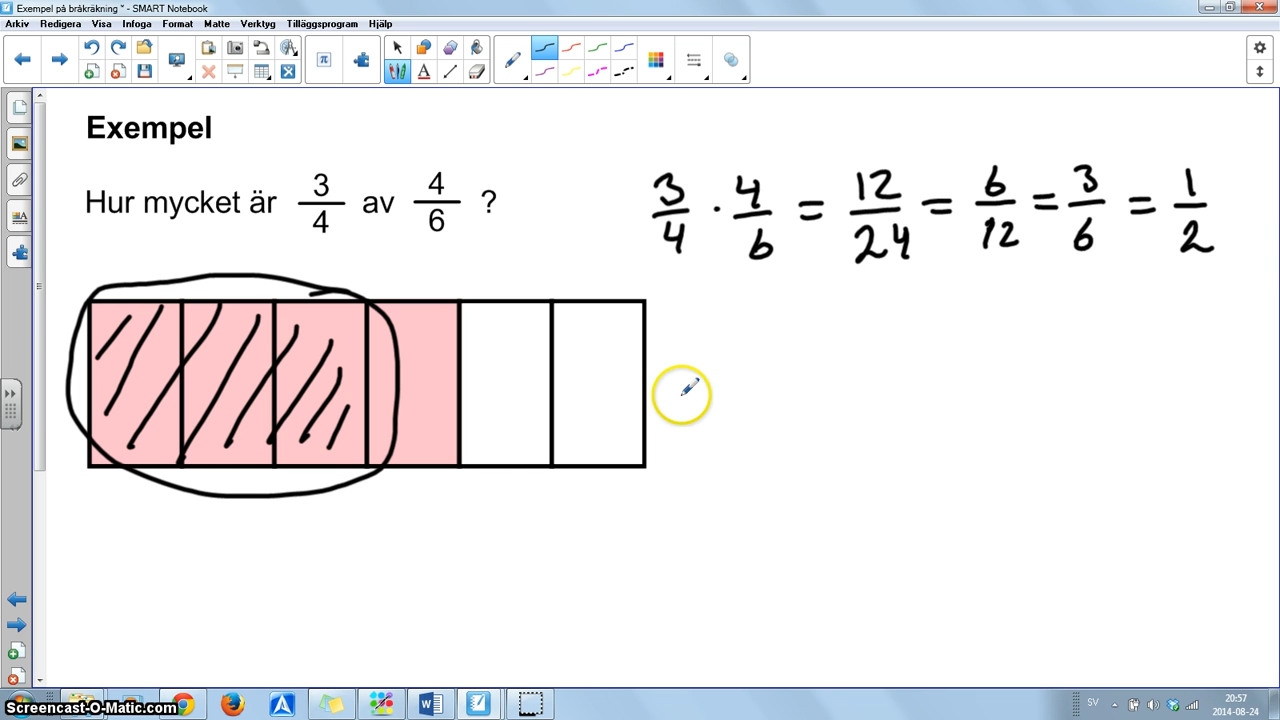 Exempel på bråkräkning * - SMART Notebook
Arkiv Redigera Visa Infoga Format Matte Verktyg Tilläggsprogram Hjälp
Exempel
Hur mycket är 3/4 av 4/6 ?
3/4 · 4/6 = 12/24 = 6/12 = 3/6 = 1/2
Screencast-O-Matic.com
SV
20:57
2014-08-24